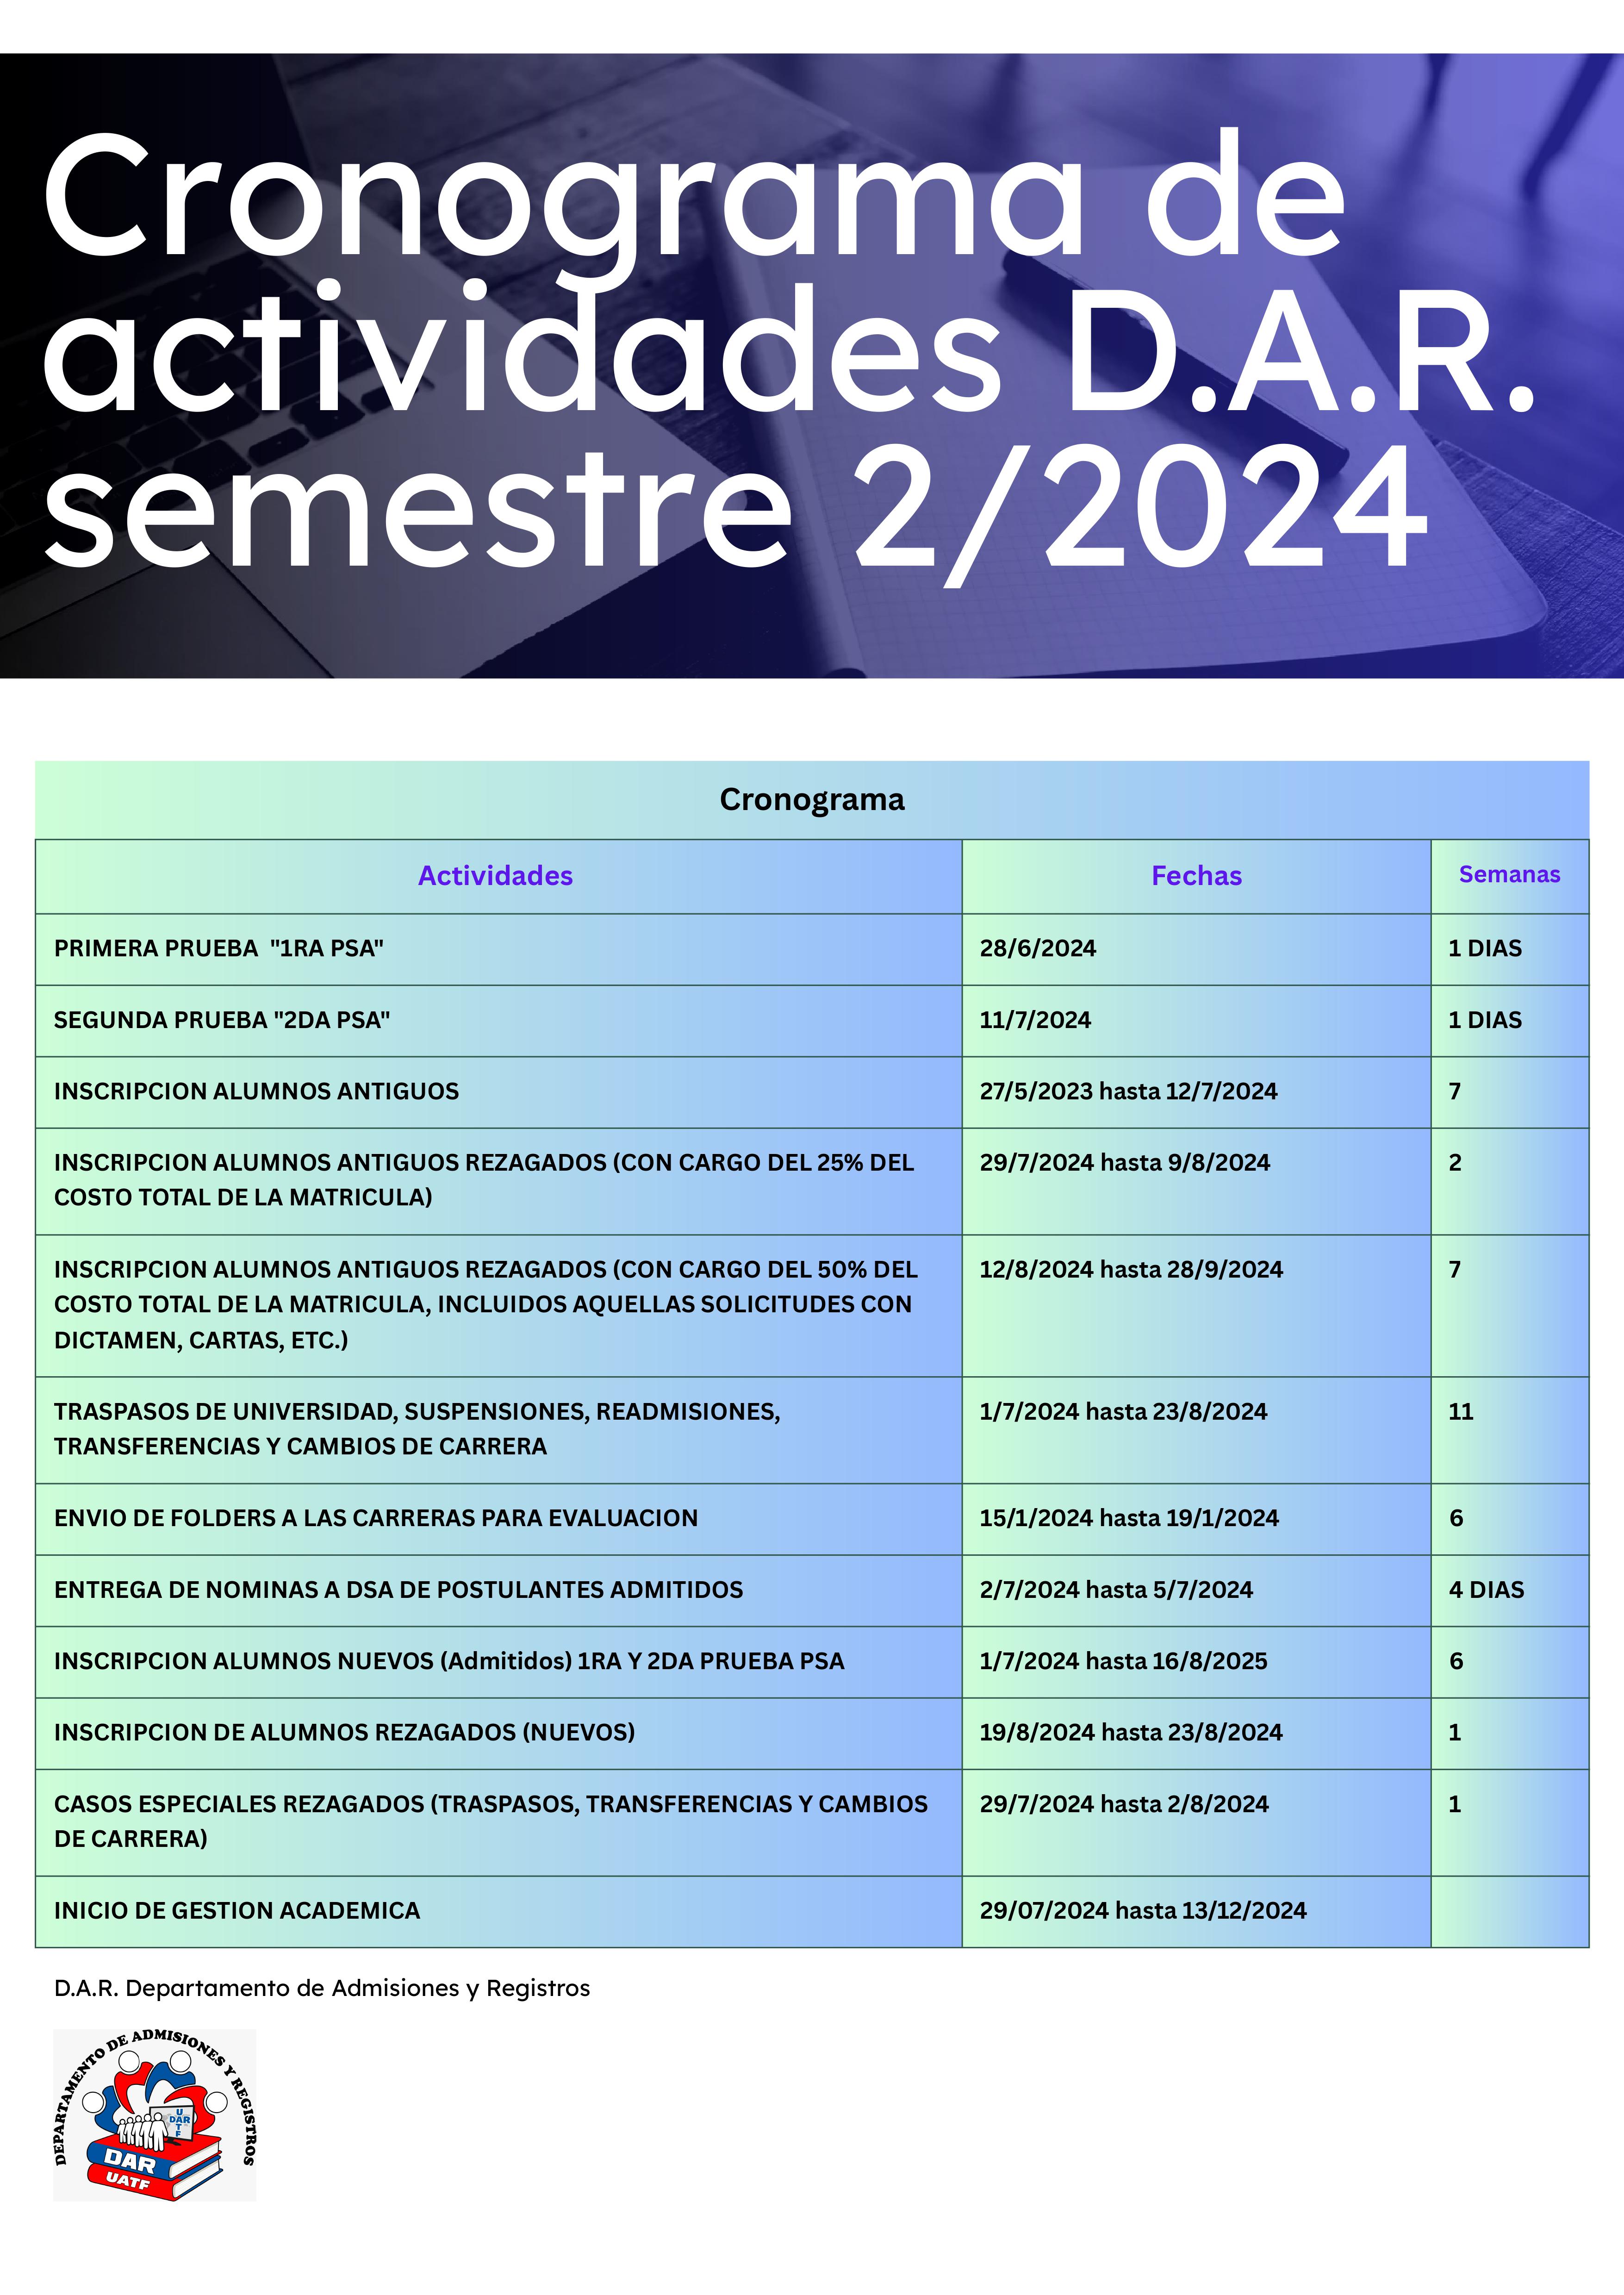 Cronograma de
actividades D.A.R.
semestre 2/2024
Cronograma
Actividades Fechas Semanas
PRIMERA PRUEBA "1RA PSA" 28/6/2024 1 DIAS
SEGUNDA PRUEBA "2DA PSA" 11/7/2024 1 DIAS
INSCRIPCION ALUMNOS ANTIGUOS 27/5/2023 hasta 12/7/2024 7
INSCRIPCION ALUMNOS ANTIGUOS REZAGADOS (CON CARGO DEL 25% DEL 29/7/2024 hasta 9/8/2024 2
COSTO TOTAL DE LA MATRICULA)
INSCRIPCION ALUMNOS ANTIGUOS REZAGADOS (CON CARGO DEL 50% DEL 12/8/2024 hasta 28/9/2024 7
COSTO TOTAL DE LA MATRICULA, INCLUIDOS AQUELLAS SOLICITUDES CON
DICTAMEN, CARTAS, ETC.)
TRASPASOS DE UNIVERSIDAD, SUSPENSIONES, READMISIONES, 1/7/2024 hasta 23/8/2024 11
TRANSFERENCIAS Y CAMBIOS DE CARRERA
ENVIO DE FOLDERS A LAS CARRERAS PARA EVALUACION 15/1/2024 hasta 19/1/2024 6
ENTREGA DE NOMINAS A DSA DE POSTULANTES ADMITIDOS 2/7/2024 hasta 5/7/2024 4 DIAS
INSCRIPCION ALUMNOS NUEVOS (Admitidos) 1RA Y 2DA PRUEBA PSA 1/7/2024 hasta 16/8/2025 6
INSCRIPCION DE ALUMNOS REZAGADOS (NUEVOS) 19/8/2024 hasta 23/8/2024 1
CASOS ESPECIALES REZAGADOS (TRASPASOS, TRANSFERENCIAS Y CAMBIOS 29/7/2024 hasta 2/8/2024 1
DE CARRERA)
INICIO DE GESTION ACADEMICA 29/07/2024 hasta 13/12/2024
D.A.R. Departamento de Admisiones y Registros
DEPARTAMENTO DE ADMISIONES Y REGISTROS
U
DAR
T
F
DAR
UATF